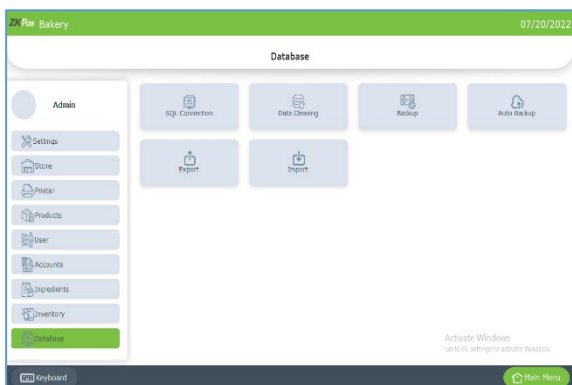 ZKPos Bakery
07/20/2022
Database
Admin
SQL Connection
Data Cleaning
Backup
Auto Backup
Settings
Store
Export
Import
Printer
Products
User
Accounts
Ingredients
Inventory
Database
Activate Windows
Go to PC settings to activate Windows.
Keyboard
Main Menu